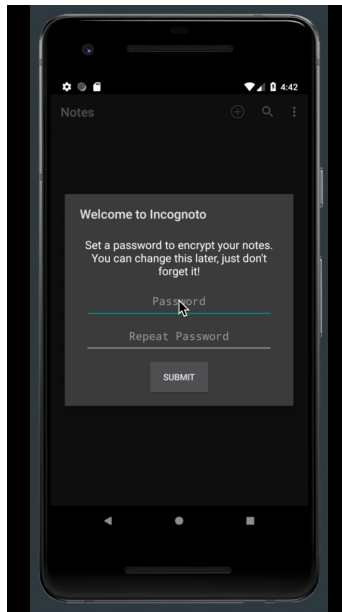 4:42
Notes
Welcome to Incognoto
Set a password to encrypt your notes.
You can change this later, just don't
forget it!
Password
Repeat Password
SUBMIT